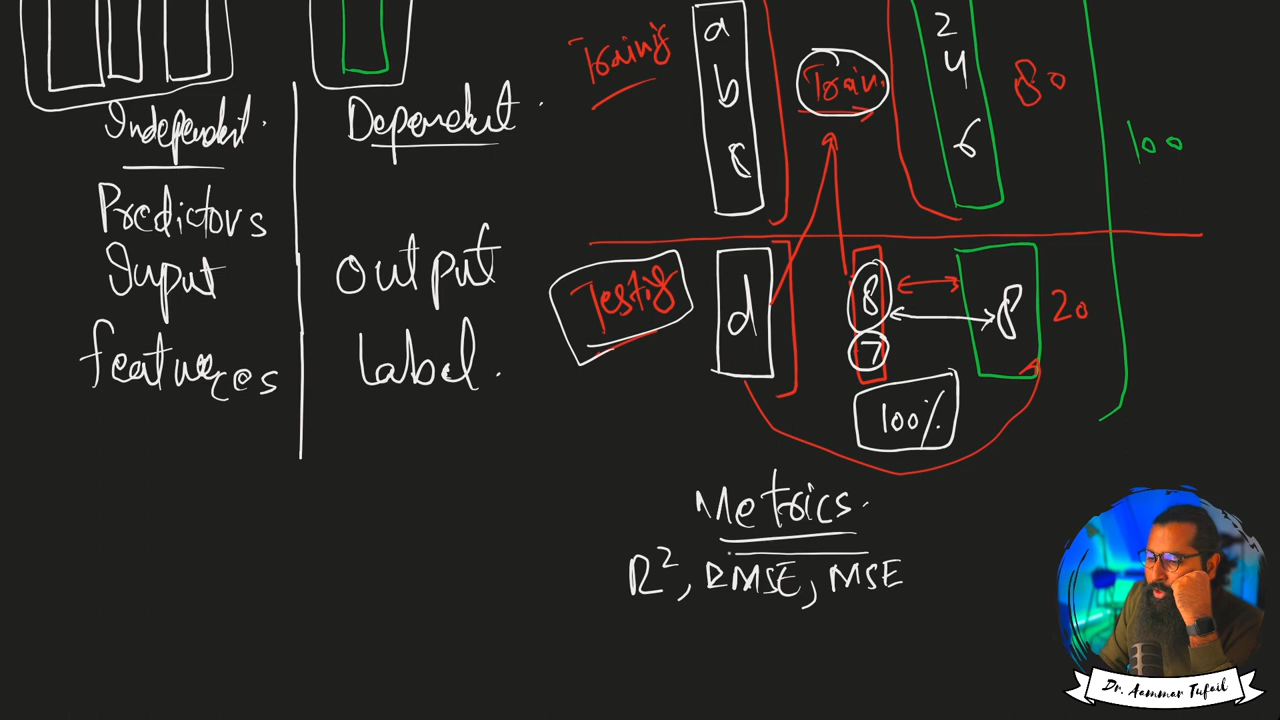 Independent.
Predictors
Input
features
Dependent.
output
Label.
Training
a
b
8
Train.
2
4
6
80
100
Testing
d
8
7
8
20
100%
Metrics.
R², RMSE, MSE
Dr. Aammar Tufail